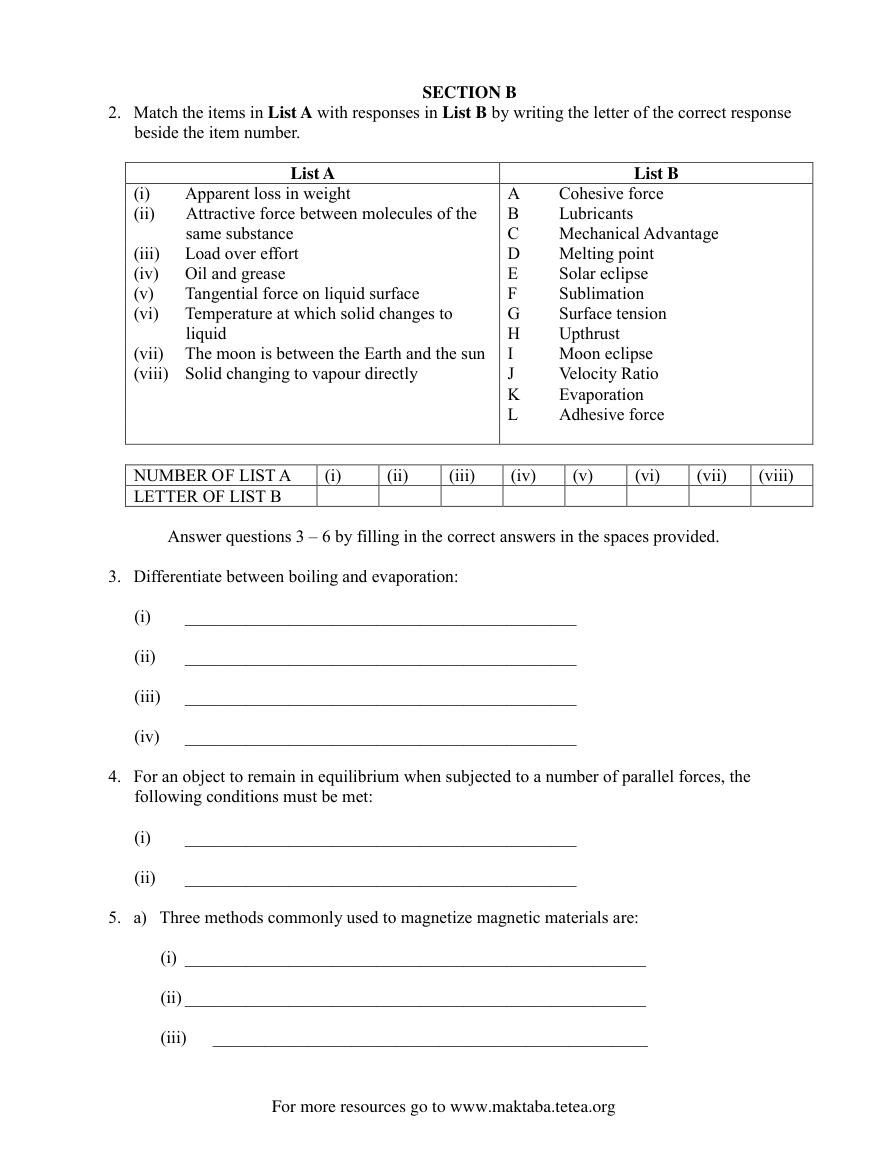 SECTION B
2. Match the items in List A with responses in List B by writing the letter of the correct response
beside the item number.
List A List B
(i) Apparent loss in weight A Cohesive force
(ii) Attractive force between molecules of the B Lubricants
same substance C Mechanical Advantage
(iii) Load over effort D Melting point
(iv) Oil and grease E Solar eclipse
(v) Tangential force on liquid surface F Sublimation
(vi) Temperature at which solid changes to G Surface tension
liquid H Upthrust
(vii) The moon is between the Earth and the sun I Moon eclipse
(viii) Solid changing to vapour directly J Velocity Ratio
K Evaporation
L Adhesive force
NUMBER OF LIST A (i) (ii) (iii) (iv) (v) (vi) (vii) (viii)
LETTER OF LIST B
Answer questions 3 – 6 by filling in the correct answers in the spaces provided.
3. Differentiate between boiling and evaporation:
(i) ______________________________
(ii) ______________________________
(iii) ______________________________
(iv) ______________________________
4. For an object to remain in equilibrium when subjected to a number of parallel forces, the
following conditions must be met:
(i) ______________________________
(ii) ______________________________
5. a) Three methods commonly used to magnetize magnetic materials are:
(i) ______________________________
(ii) ______________________________
(iii) ______________________________
For more resources go to www.maktaba.tetea.org